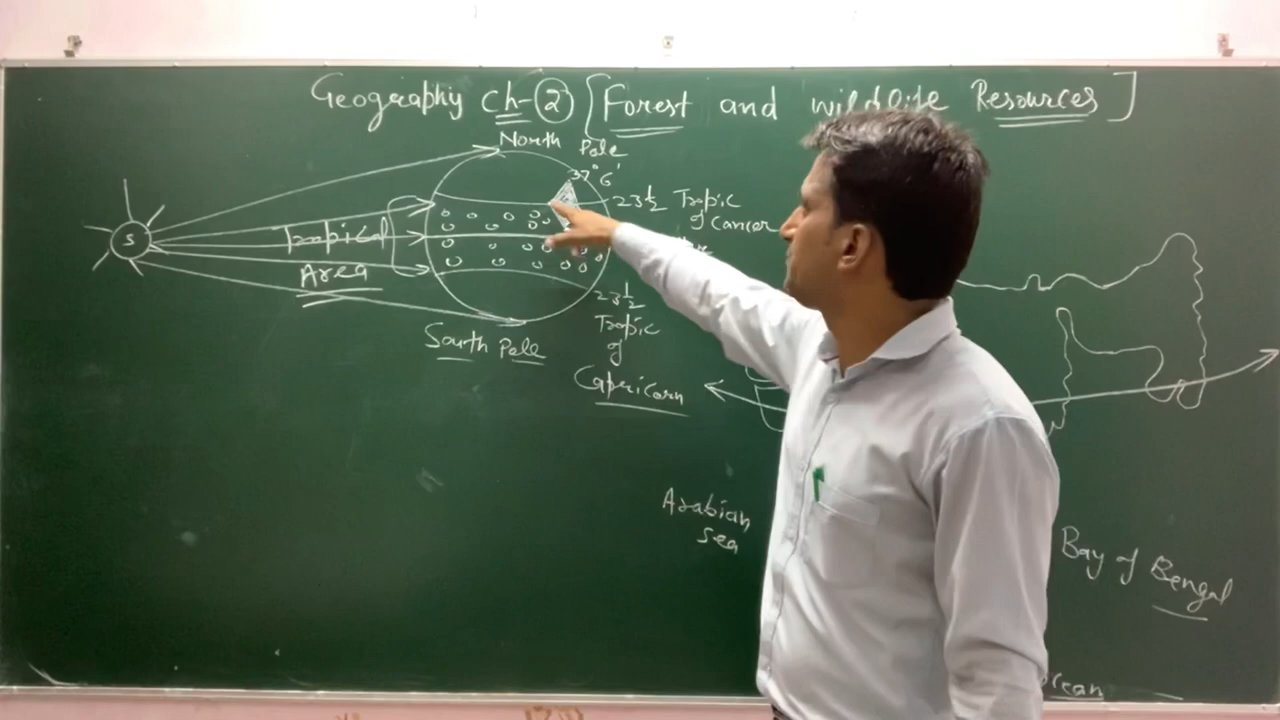 Geography Ch-2 [Forest and wildlife Resources]
North Pole
37° 6'
23½ Tropic
of Cancer
S
Tropical
Area
23½
Tropic
of
Capricorn
South Pole
Arabian
Sea
Bay of Bengal